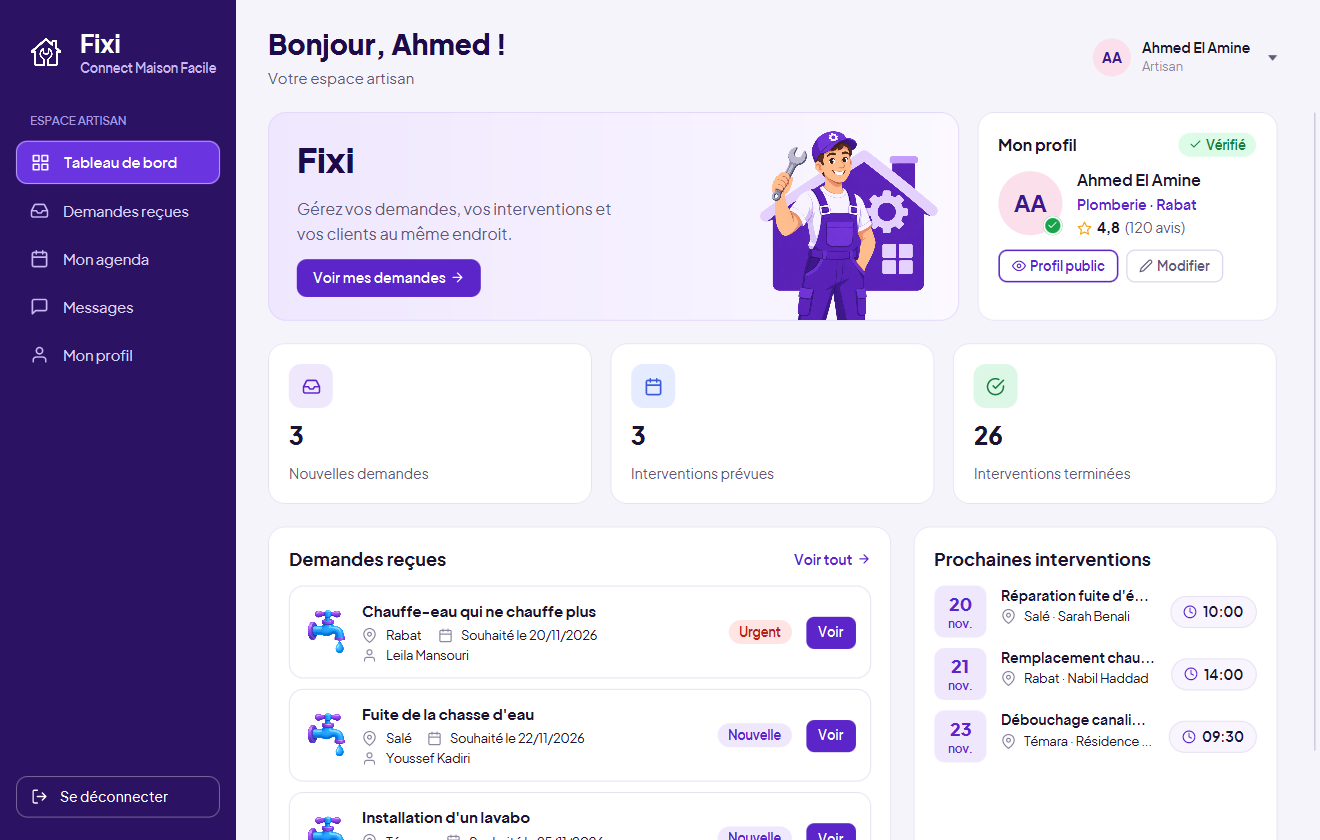 Fixi
Connect Maison Facile
ESPACE ARTISAN
Tableau de bord
Demandes reçues
Mon agenda
Messages
Mon profil
Se déconnecter
Bonjour, Ahmed !
Votre espace artisan
AA
Ahmed El Amine
Artisan
Fixi
Gérez vos demandes, vos interventions et
vos clients au même endroit.
Voir mes demandes →
Mon profil
✓ Vérifié
AA
Ahmed El Amine
Plomberie · Rabat
4,8 (120 avis)
Profil public
Modifier
3
Nouvelles demandes
3
Interventions prévues
26
Interventions terminées
Demandes reçues
Voir tout →
Chauffe-eau qui ne chauffe plus
Rabat Souhaité le 20/11/2026
Leila Mansouri
Urgent
Voir
Fuite de la chasse d'eau
Salé Souhaité le 22/11/2026
Youssef Kadiri
Nouvelle
Voir
Installation d'un lavabo
Nouvelle
Voir
Prochaines interventions
20
nov.
Réparation fuite d'é...
Salé · Sarah Benali
10:00
21
nov.
Remplacement chau...
Rabat · Nabil Haddad
14:00
23
nov.
Débouchage canali...
Témara · Résidence ...
09:30